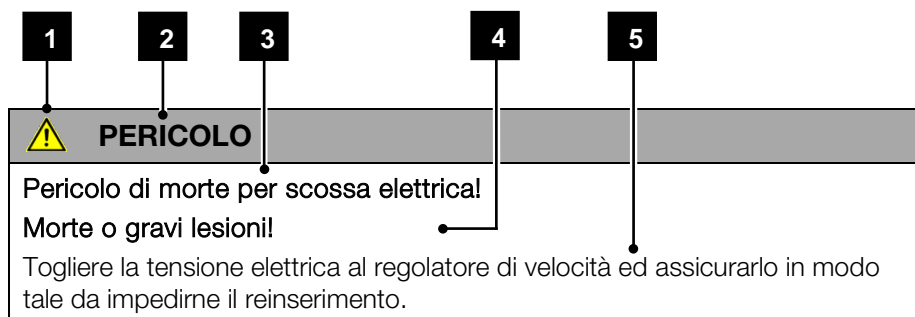 1 2 3 4 5
PERICOLO
Pericolo di morte per scossa elettrica!
Morte o gravi lesioni!
Togliere la tensione elettrica al regolatore di velocità ed assicurarlo in modo
tale da impedirne il reinserimento.